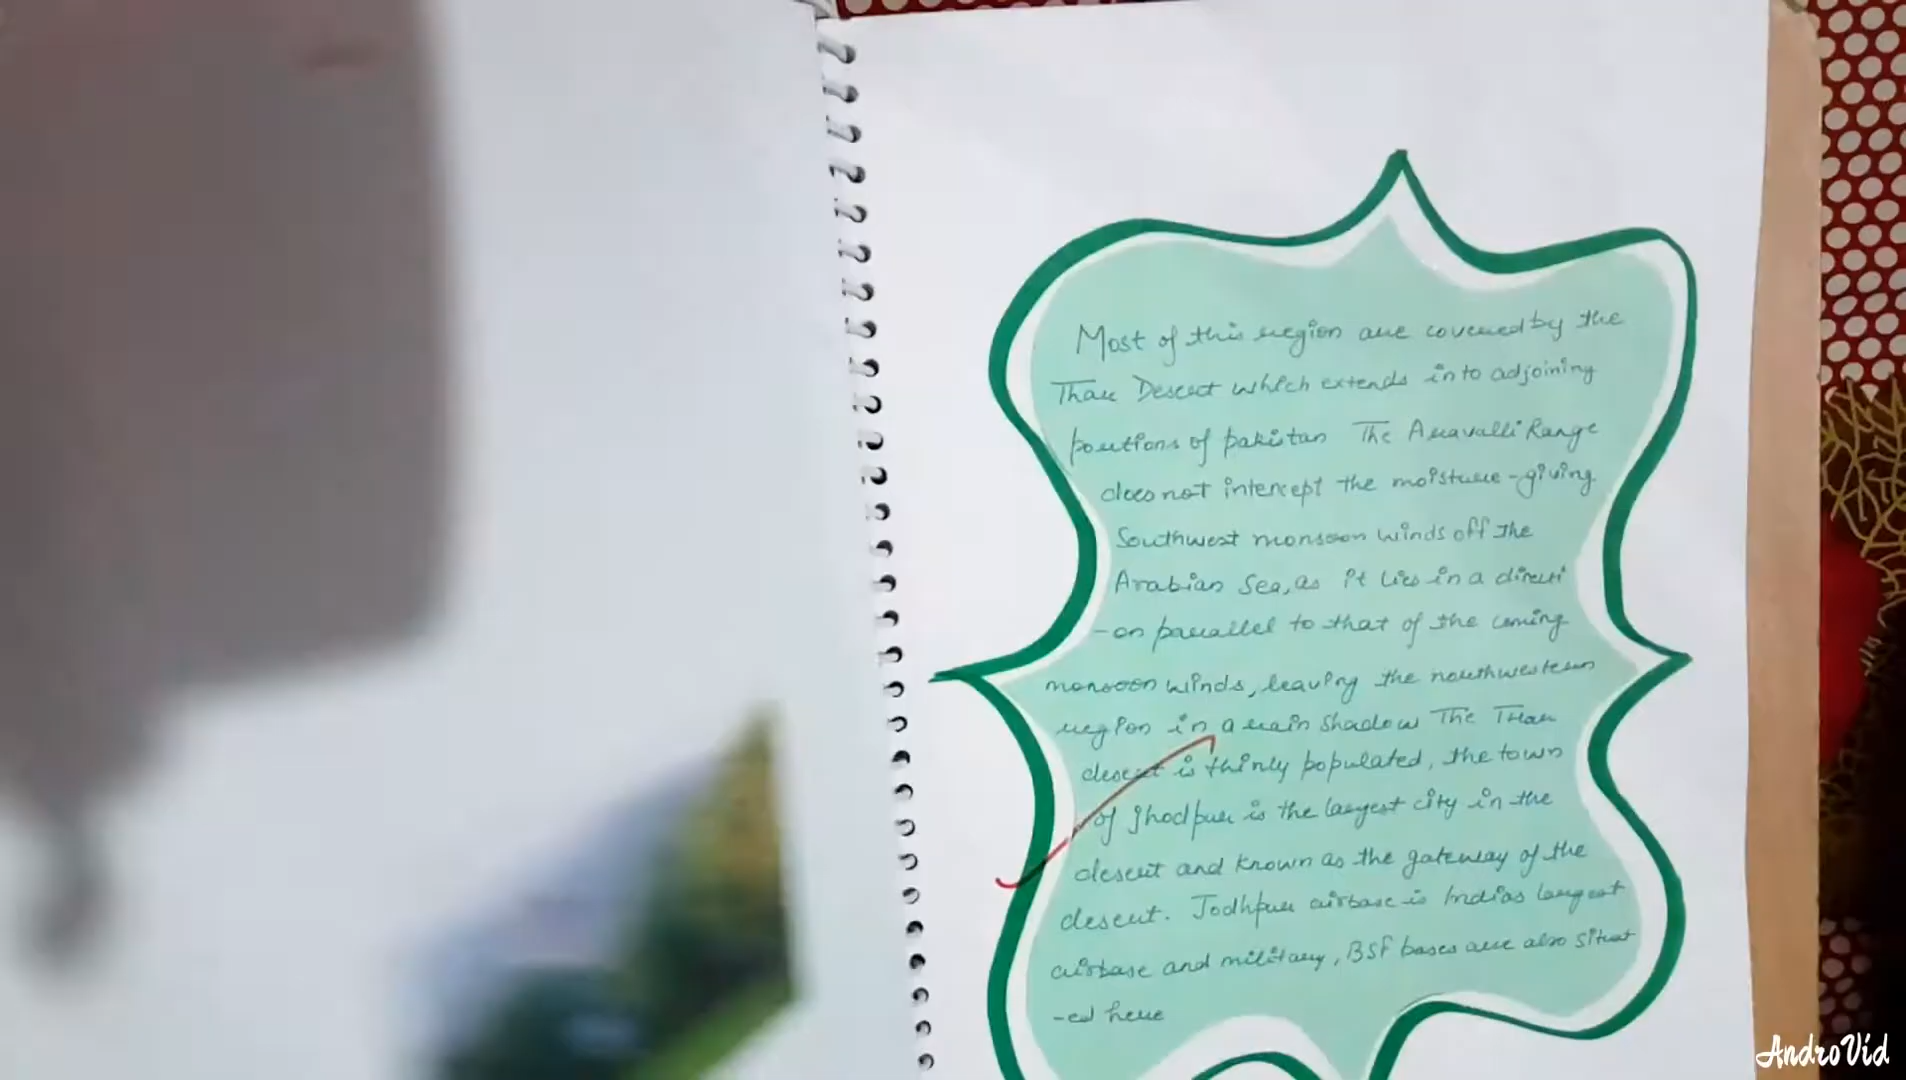 Most of this region are covered by the
Thar Desert which extends into adjoining
portions of pakistan The Aravalli Range
does not intercept the moisture-giving
Southwest monsoon winds off the
Arabian Sea, as it lies in a directi
-on parallel to that of the coming
monsoon winds, leaving the northwestern
region in a rain shadow The Thar
desert is thinly populated, the town
of jhodpur is the largest city in the
desert and known as the gateway of the
desert. Jodhpur airbase is Indias largest
airbase and military, BSF bases are also situat
-ed here
AndroVid